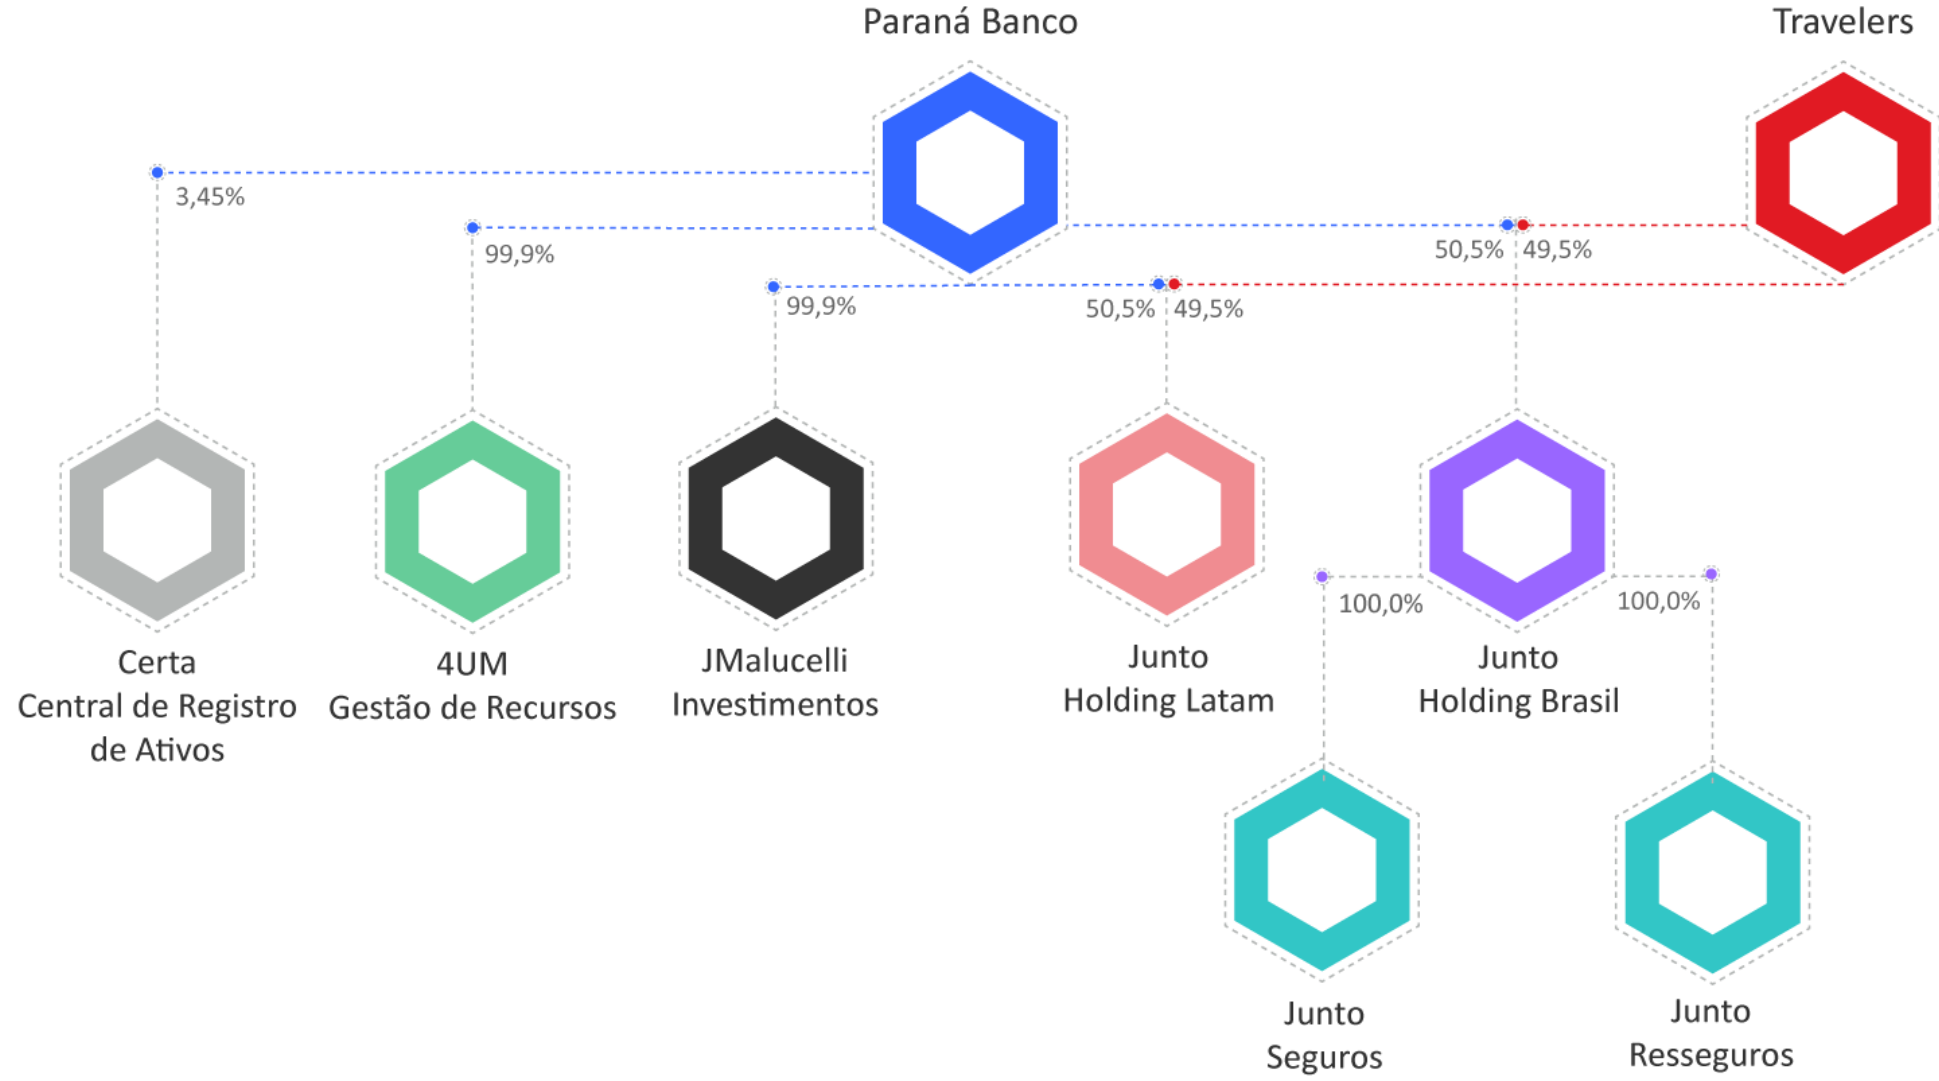 Paraná Banco
Travelers
3,45%
99,9%
50,5%
49,5%
99,9%
50,5%
49,5%
Certa
Central de Registro
de Ativos
4UM
Gestão de Recursos
JMalucelli
Investimentos
Junto
Holding Latam
Junto
Holding Brasil
100,0%
100,0%
Junto
Seguros
Junto
Resseguros